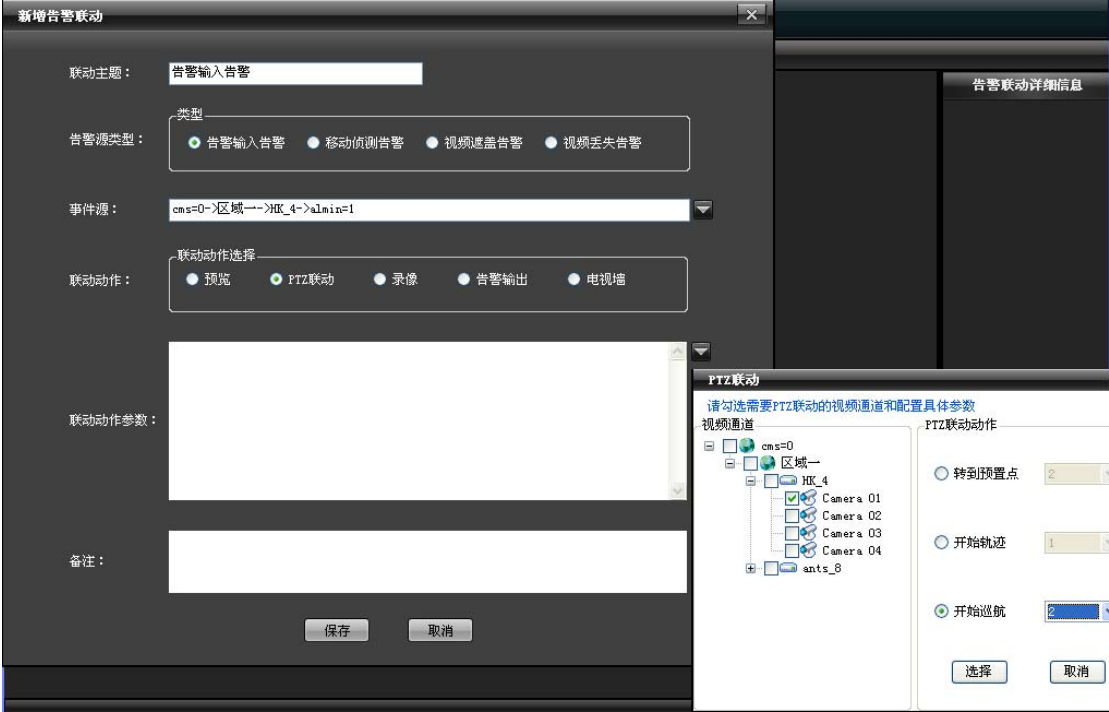 新增告警联动
联动主题：
告警输入告警
告警联动详细信息
类型
告警源类型：
告警输入告警 移动侦测告警 视频遮盖告警 视频丢失告警
事件源：
cms=0->区域一->HK_4->almin=1
联动动作选择
联动动作：
预览 PTZ联动 录像 告警输出 电视墙
联动动作参数：
备注：
保存 取消
PTZ联动
请勾选需要PTZ联动的视频通道和配置具体参数
视频通道
cms=0
区域一
HK_4
Camera 01
Camera 02
Camera 03
Camera 04
ants_8
PTZ联动动作
转到预置点 2
开始轨迹 1
开始巡航 2
选择 取消